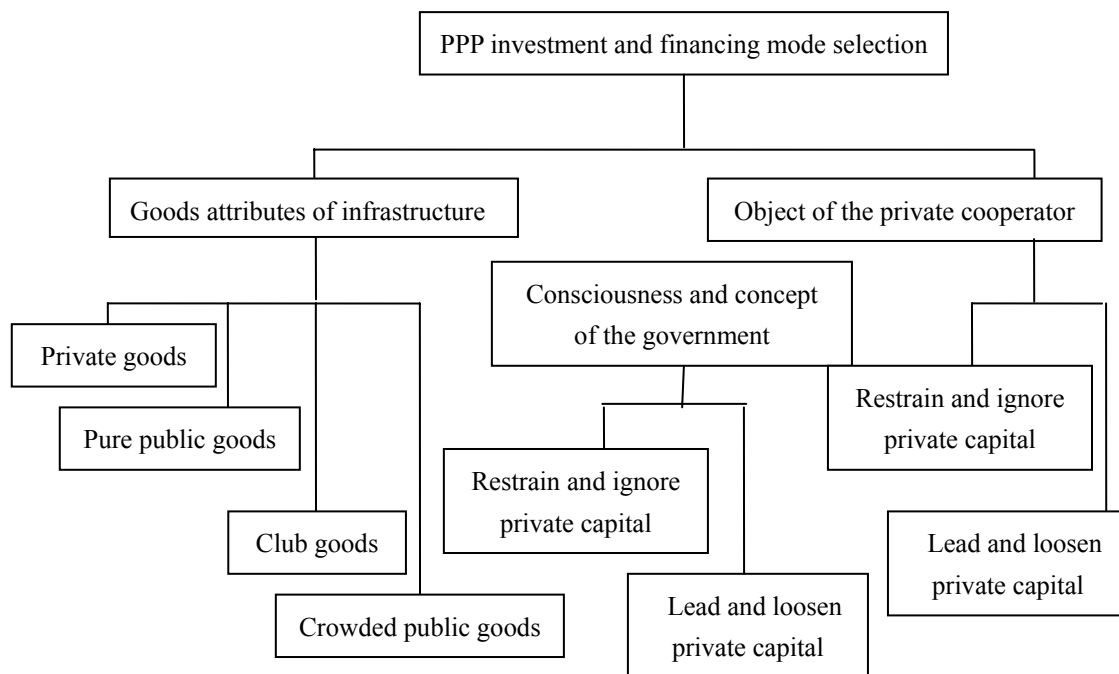 PPP investment and financing mode selection
Goods attributes of infrastructure
Object of the private cooperator
Consciousness and concept
of the government
Private goods
Pure public goods
Club goods
Crowded public goods
Restrain and ignore
private capital
Lead and loosen
private capital
Restrain and ignore
private capital
Lead and loosen
private capital